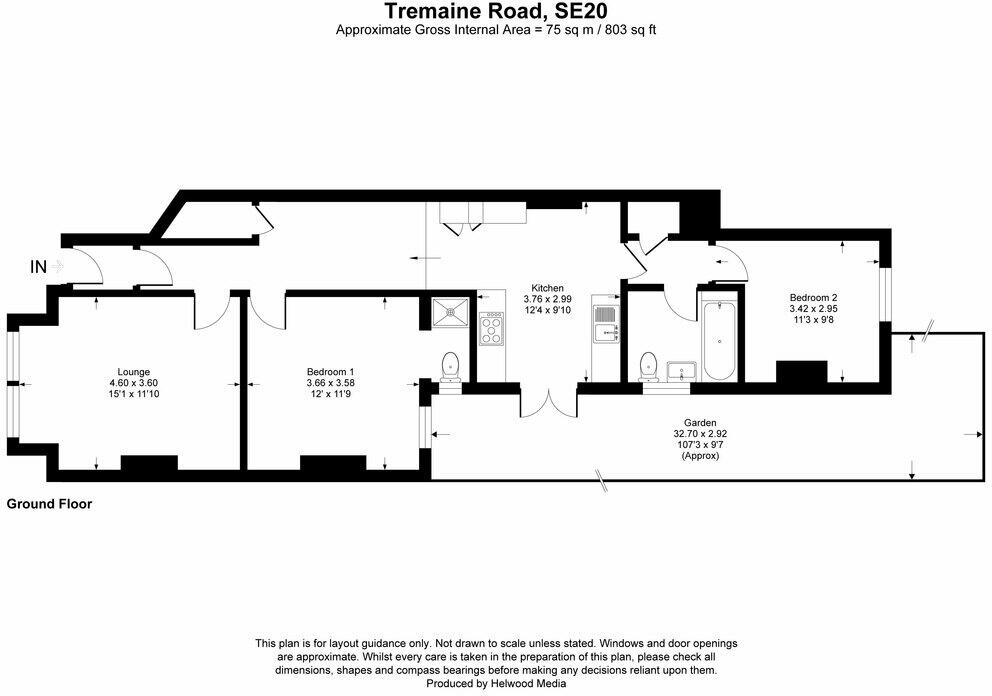 Tremaine Road, SE20
Approximate Gross Internal Area = 75 sq m / 803 sq ft
IN
Kitchen
3.76 x 2.99
12'4 x 9'10
Bedroom 2
3.42 x 2.95
11'3 x 9'8
Lounge
4.60 x 3.60
15'1 x 11'10
Bedroom 1
3.66 x 3.58
12' x 11'9
Garden
32.70 x 2.92
107'3 x 9'7
(Approx)
Ground Floor
This plan is for layout guidance only. Not drawn to scale unless stated. Windows and door openings
are approximate. Whilst every care is taken in the preparation of this plan, please check all
dimensions, shapes and compass bearings before making any decisions reliant upon them.
Produced by Helwood Media